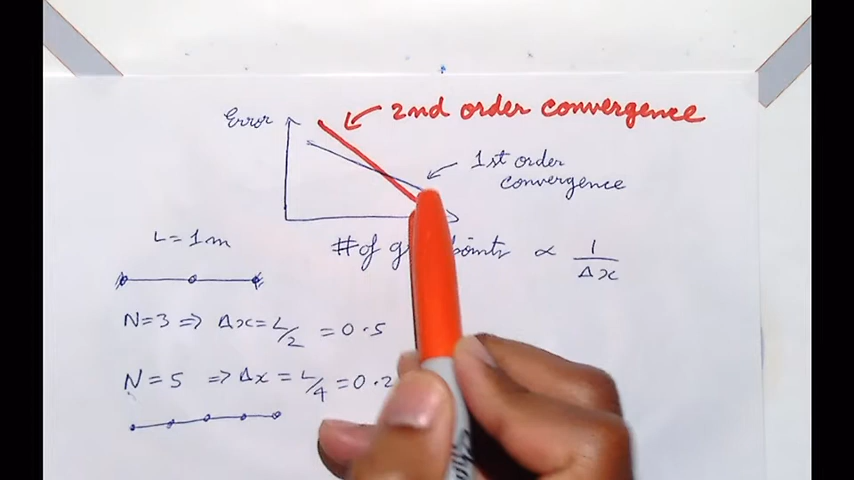 Error
2nd order convergence
1st order
convergence
L = 1m
# of ∝ 1/Δx
N=3 => Δx = L/2 = 0.5
N = 5 => Δx = L/4 = 0.2